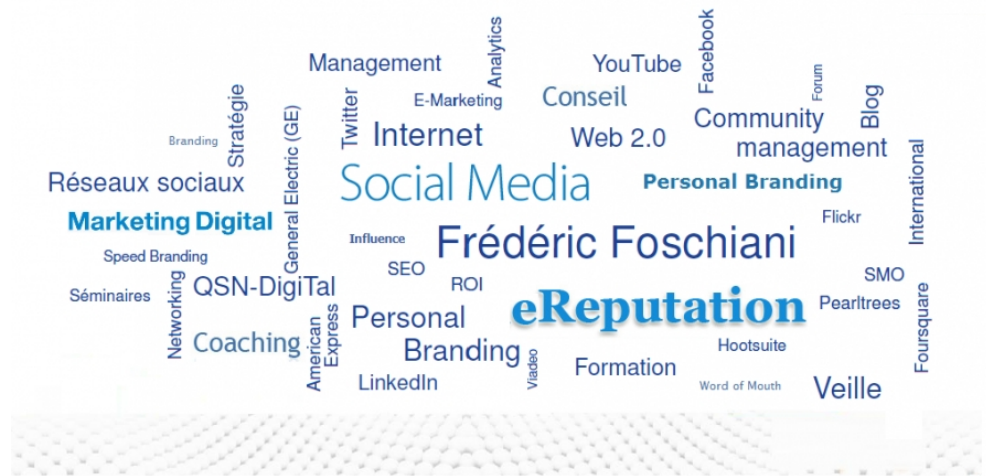 Management
Analytics
YouTube
Facebook
Forum
Stratégie
Twitter
E-Marketing
Conseil
Community
management
Blog
Branding
General Electric (GE)
Internet
Web 2.0
Réseaux sociaux
Social Media
Personal Branding
International
Marketing Digital
Influence
Frédéric Foschiani
Flickr
Speed Branding
SEO
ROI
SMO
Séminaires
Networking
QSN-DigiTal
eReputation
Pearltrees
Foursquare
Coaching
American
Express
Personal
Branding
Viadeo
Hootsuite
LinkedIn
Formation
Word of Mouth
Veille